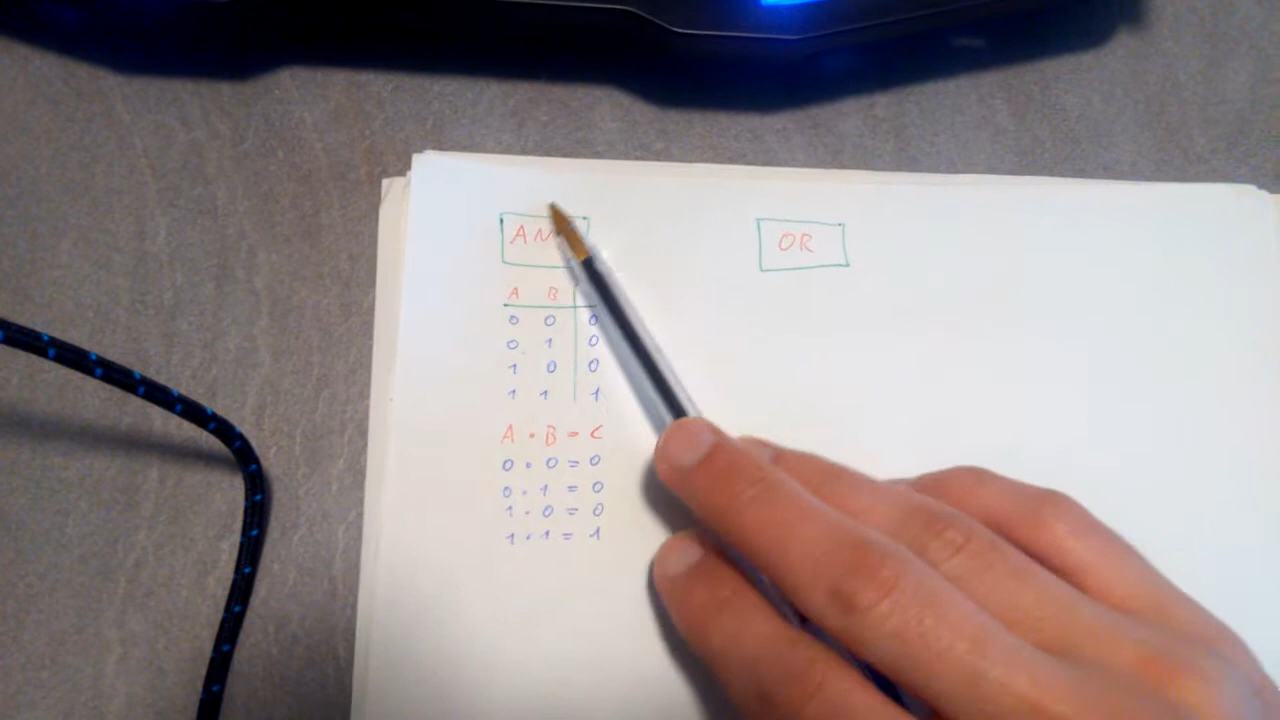 AN
OR
A B
0 0 0
0 1 0
1 0 0
1 1 1
A · B = C
0 · 0 = 0
0 · 1 = 0
1 · 0 = 0
1 · 1 = 1